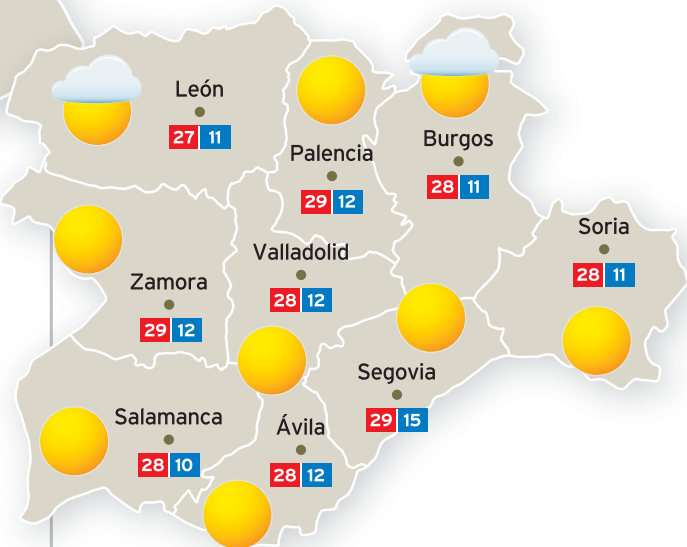 León
27 11
Palencia
29 12
Burgos
28 11
Soria
28 11
Valladolid
28 12
Zamora
29 12
Segovia
29 15
Salamanca
28 10
Ávila
28 12